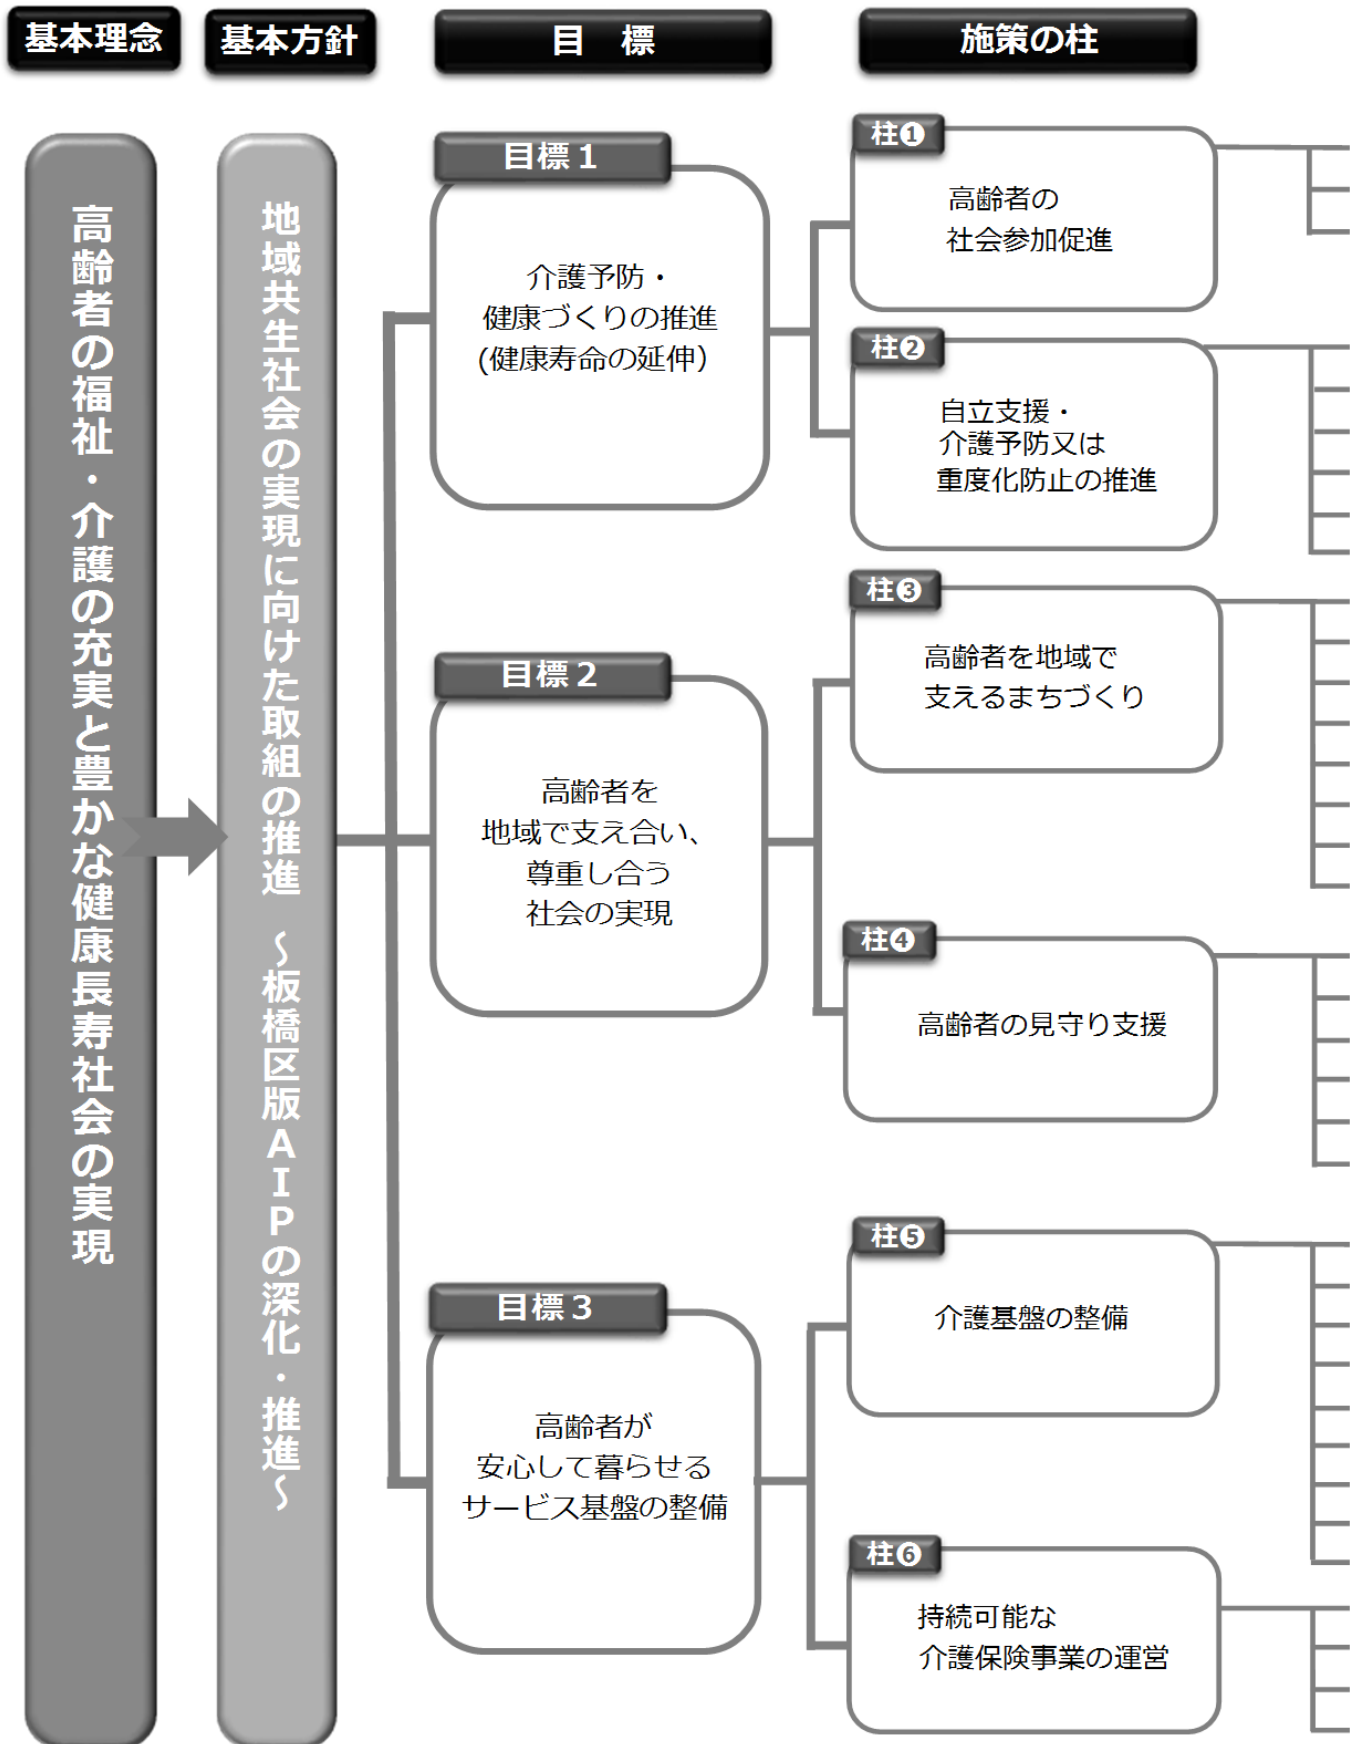 基本理念
基本方針
目　標
施策の柱
高齢者の福祉・介護の充実と豊かな健康長寿社会の実現
地域共生社会の実現に向けた取組の推進　～板橋区版ＡＩＰの深化・推進～
目標１
介護予防・
健康づくりの推進
(健康寿命の延伸）
柱❶
高齢者の
社会参加促進
柱❷
自立支援・
介護予防又は
重度化防止の推進
目標２
高齢者を
地域で支え合い、
尊重し合う
社会の実現
柱❸
高齢者を地域で
支えるまちづくり
柱❹
高齢者の見守り支援
目標３
高齢者が
安心して暮らせる
サービス基盤の整備
柱❺
介護基盤の整備
柱❻
持続可能な
介護保険事業の運営